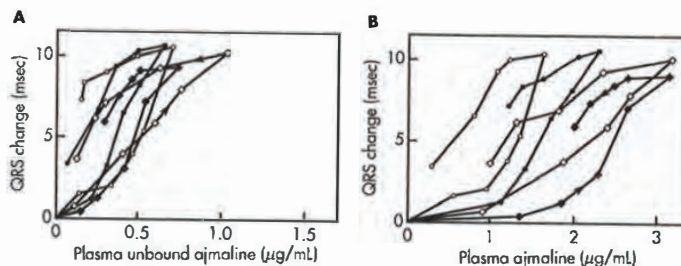 A
B
QRS change (msec)
10
5
0
0 0.5 1.0 1.5
Plasma unbound ajmaline (µg/mL)
QRS change (msec)
10
5
0
0 1 2 3
Plasma ajmaline (µg/mL)